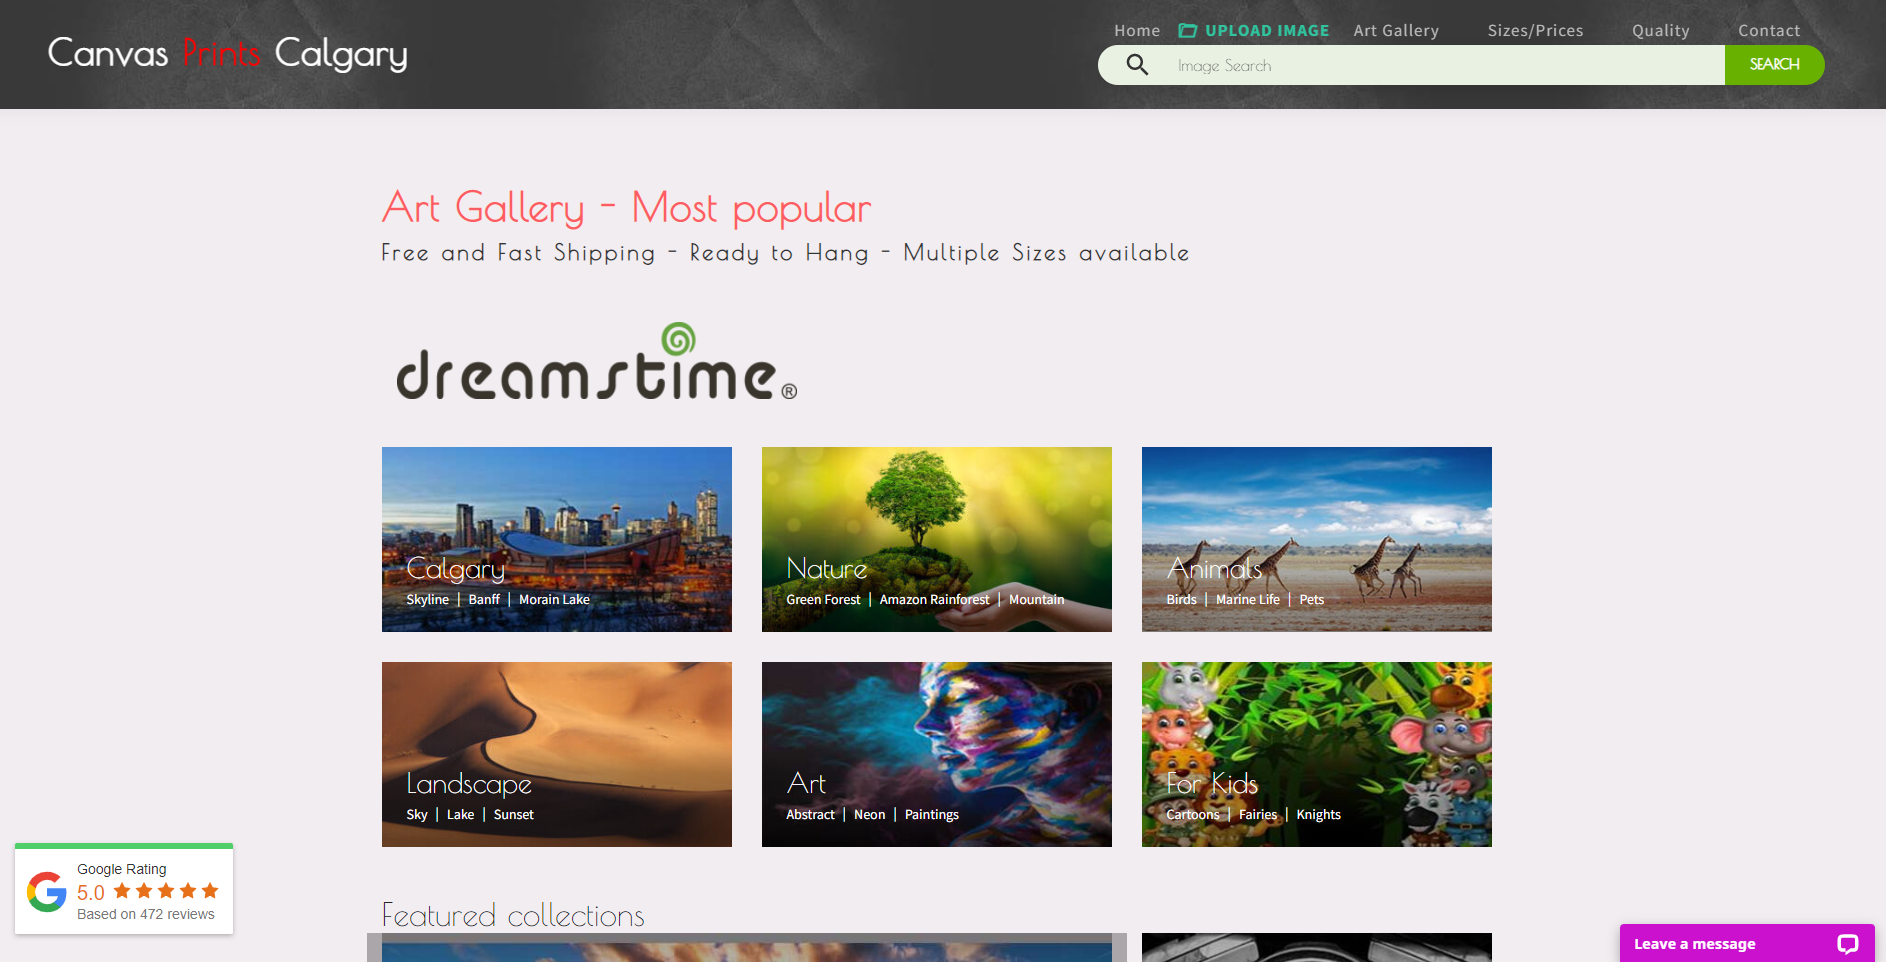 Canvas Prints Calgary
Home UPLOAD IMAGE Art Gallery Sizes/Prices Quality Contact
Image Search SEARCH
Art Gallery - Most popular
Free and Fast Shipping - Ready to Hang - Multiple Sizes available
dreamstime®
Calgary
Skyline | Banff | Morain Lake
Nature
Green Forest | Amazon Rainforest | Mountain
Animals
Birds | Marine Life | Pets
Landscape
Sky | Lake | Sunset
Art
Abstract | Neon | Paintings
For Kids
Cartoons | Fairies | Knights
Google Rating
5.0
Based on 472 reviews
Featured collections
Leave a message